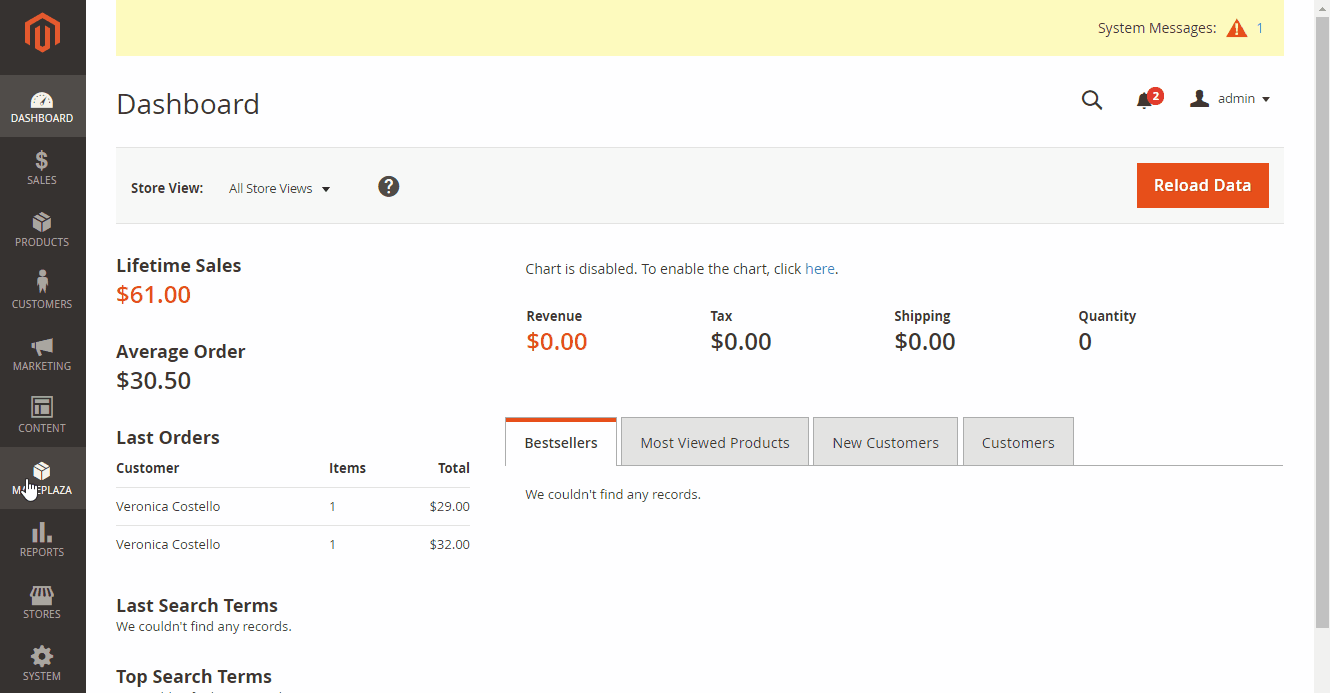 System Messages: 1
Dashboard
2
admin
DASHBOARD
SALES
PRODUCTS
CUSTOMERS
MARKETING
CONTENT
REPORTS
STORES
SYSTEM
Store View: All Store Views ?
Reload Data
Lifetime Sales
$61.00
Average Order
$30.50
Last Orders
Customer Items Total
Veronica Costello 1 $29.00
Veronica Costello 1 $32.00
Last Search Terms
We couldn't find any records.
Top Search Terms
Chart is disabled. To enable the chart, click here.
Revenue Tax Shipping Quantity
$0.00 $0.00 $0.00 0
Bestsellers Most Viewed Products New Customers Customers
We couldn't find any records.